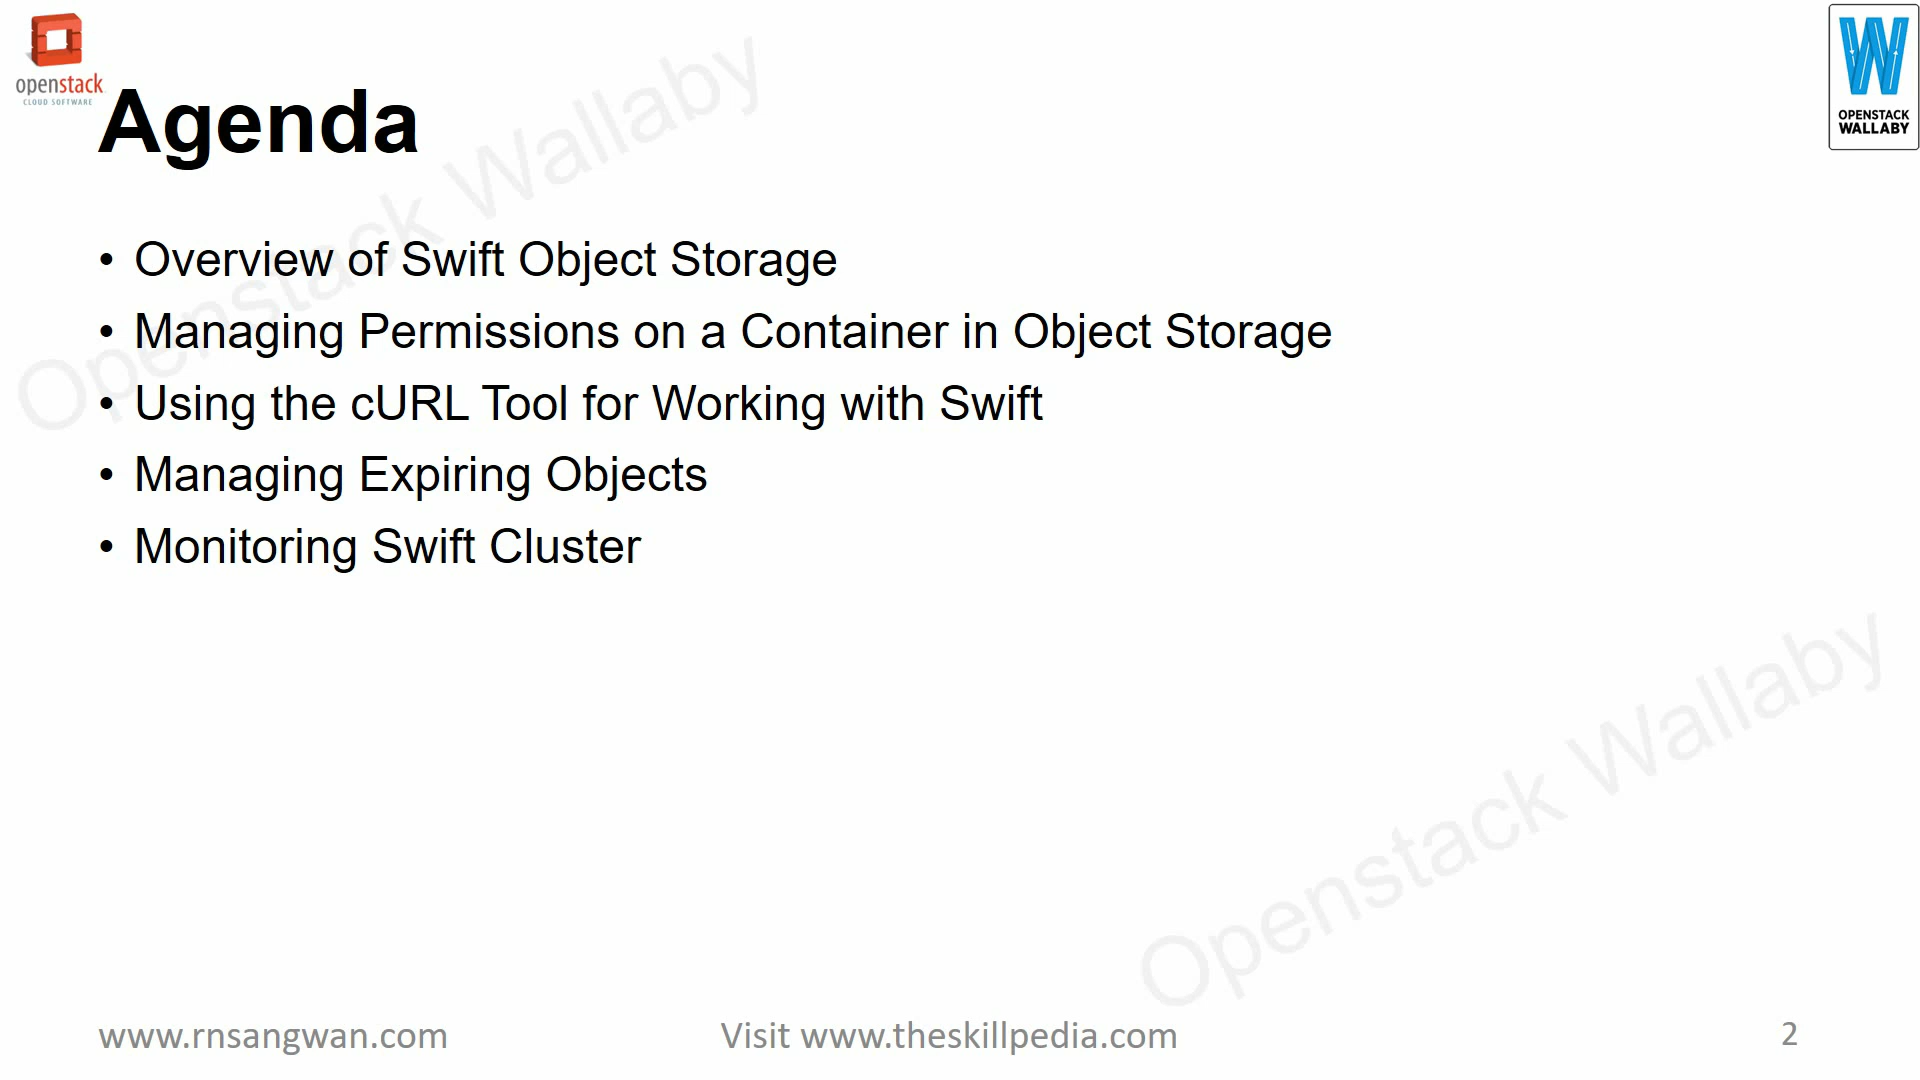 openstack
CLOUD SOFTWARE
OPENSTACK
WALLABY
Agenda
• Overview of Swift Object Storage
• Managing Permissions on a Container in Object Storage
• Using the cURL Tool for Working with Swift
• Managing Expiring Objects
• Monitoring Swift Cluster
Openstack Wallaby
Openstack Wallaby
www.rnsangwan.com
Visit www.theskillpedia.com
2